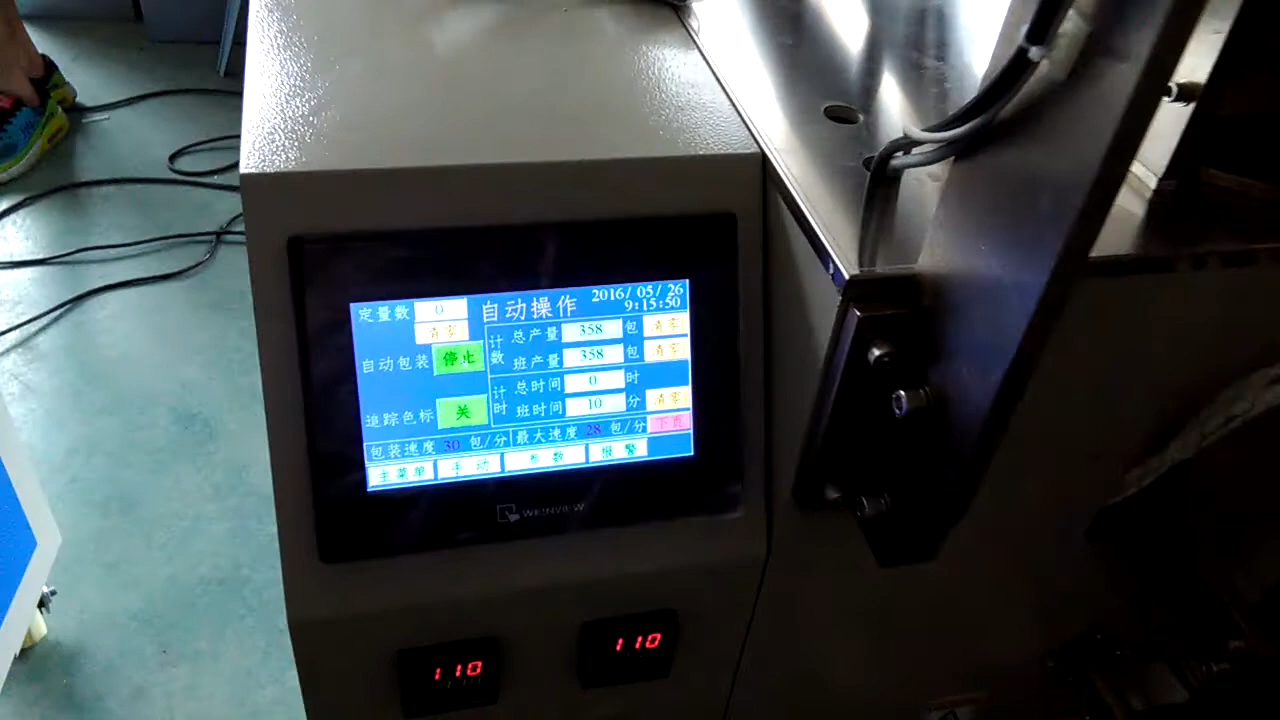 定量数 0 自动操作 2016/ 05/ 26
9:15:50
清零
计数 总产量 358 包 清零
班产量 358 包 清零
自动包装 停止
计时 总时间 0 时
班时间 10 分 清零
追踪色标 关
下页
包装速度 30 包/分 最大速度 28 包/分
主菜单 手动 参数 报警
WEINVIEW
110 110